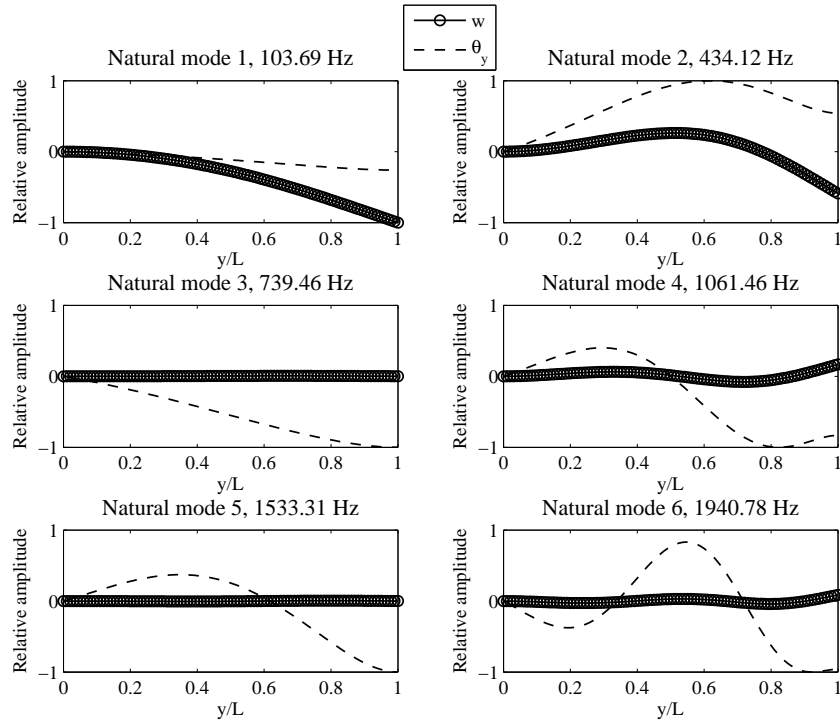 w
θ_y
Natural mode 1, 103.69 Hz
1
0
−1
Relative amplitude
0 0.2 0.4 0.6 0.8 1
y/L
Natural mode 2, 434.12 Hz
1
0
−1
Relative amplitude
0 0.2 0.4 0.6 0.8 1
y/L
Natural mode 3, 739.46 Hz
1
0
−1
Relative amplitude
0 0.2 0.4 0.6 0.8 1
y/L
Natural mode 4, 1061.46 Hz
1
0
−1
Relative amplitude
0 0.2 0.4 0.6 0.8 1
y/L
Natural mode 5, 1533.31 Hz
1
0
−1
Relative amplitude
0 0.2 0.4 0.6 0.8 1
y/L
Natural mode 6, 1940.78 Hz
1
0
−1
Relative amplitude
0 0.2 0.4 0.6 0.8 1
y/L